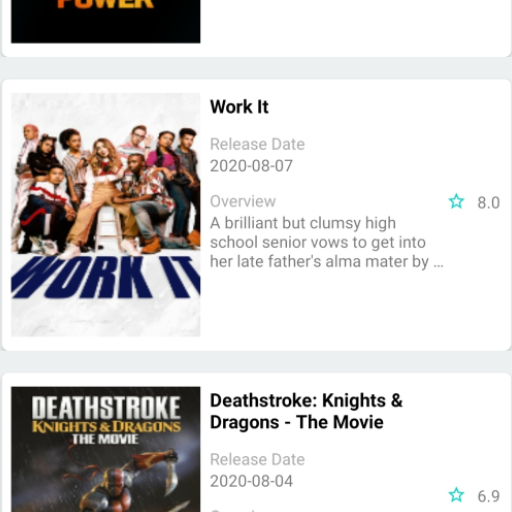 POWER
Work It
Release Date
2020-08-07
Overview
A brilliant but clumsy high
school senior vows to get into
her late father's alma mater by ...
8.0
WORK IT
DEATHSTROKE
KNIGHTS & DRAGONS
THE MOVIE
Deathstroke: Knights &
Dragons - The Movie
Release Date
2020-08-04
6.9